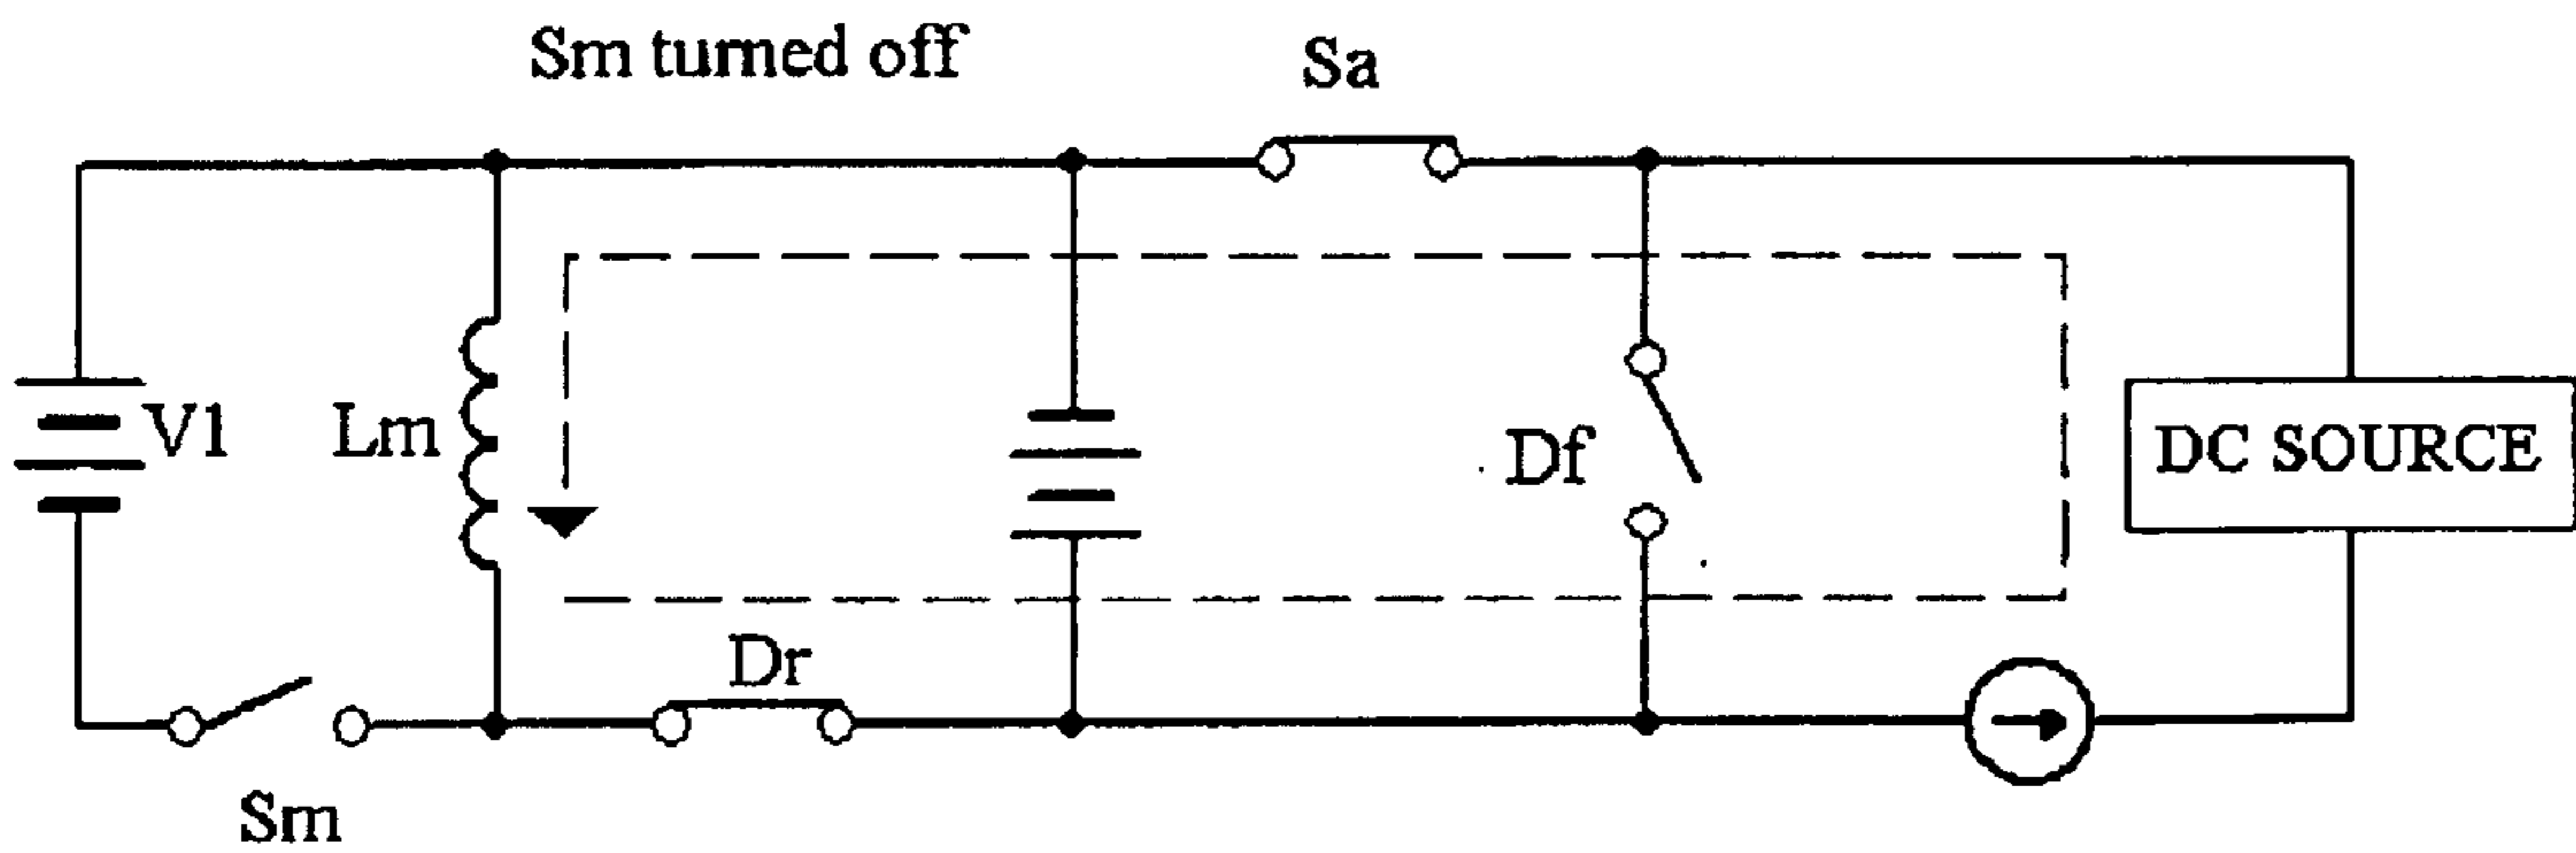 Sm turned off
Sa
V1
Lm
Df
DC SOURCE
Dr
Sm